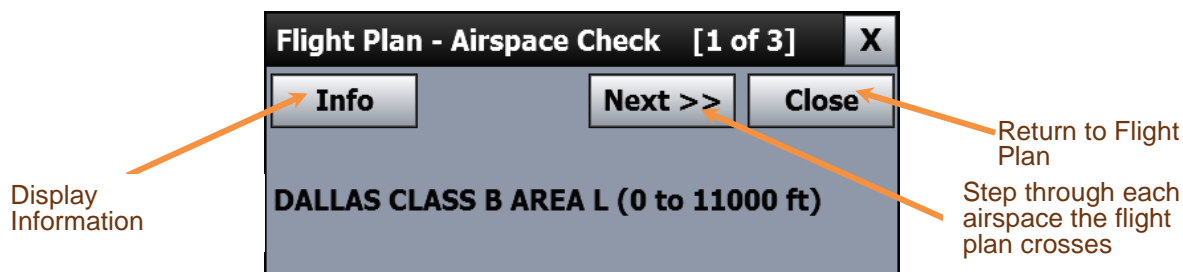 Flight Plan - Airspace Check [1 of 3] X
Info Next >> Close
Return to Flight
Plan
Display
Information
DALLAS CLASS B AREA L (0 to 11000 ft)
Step through each
airspace the flight
plan crosses